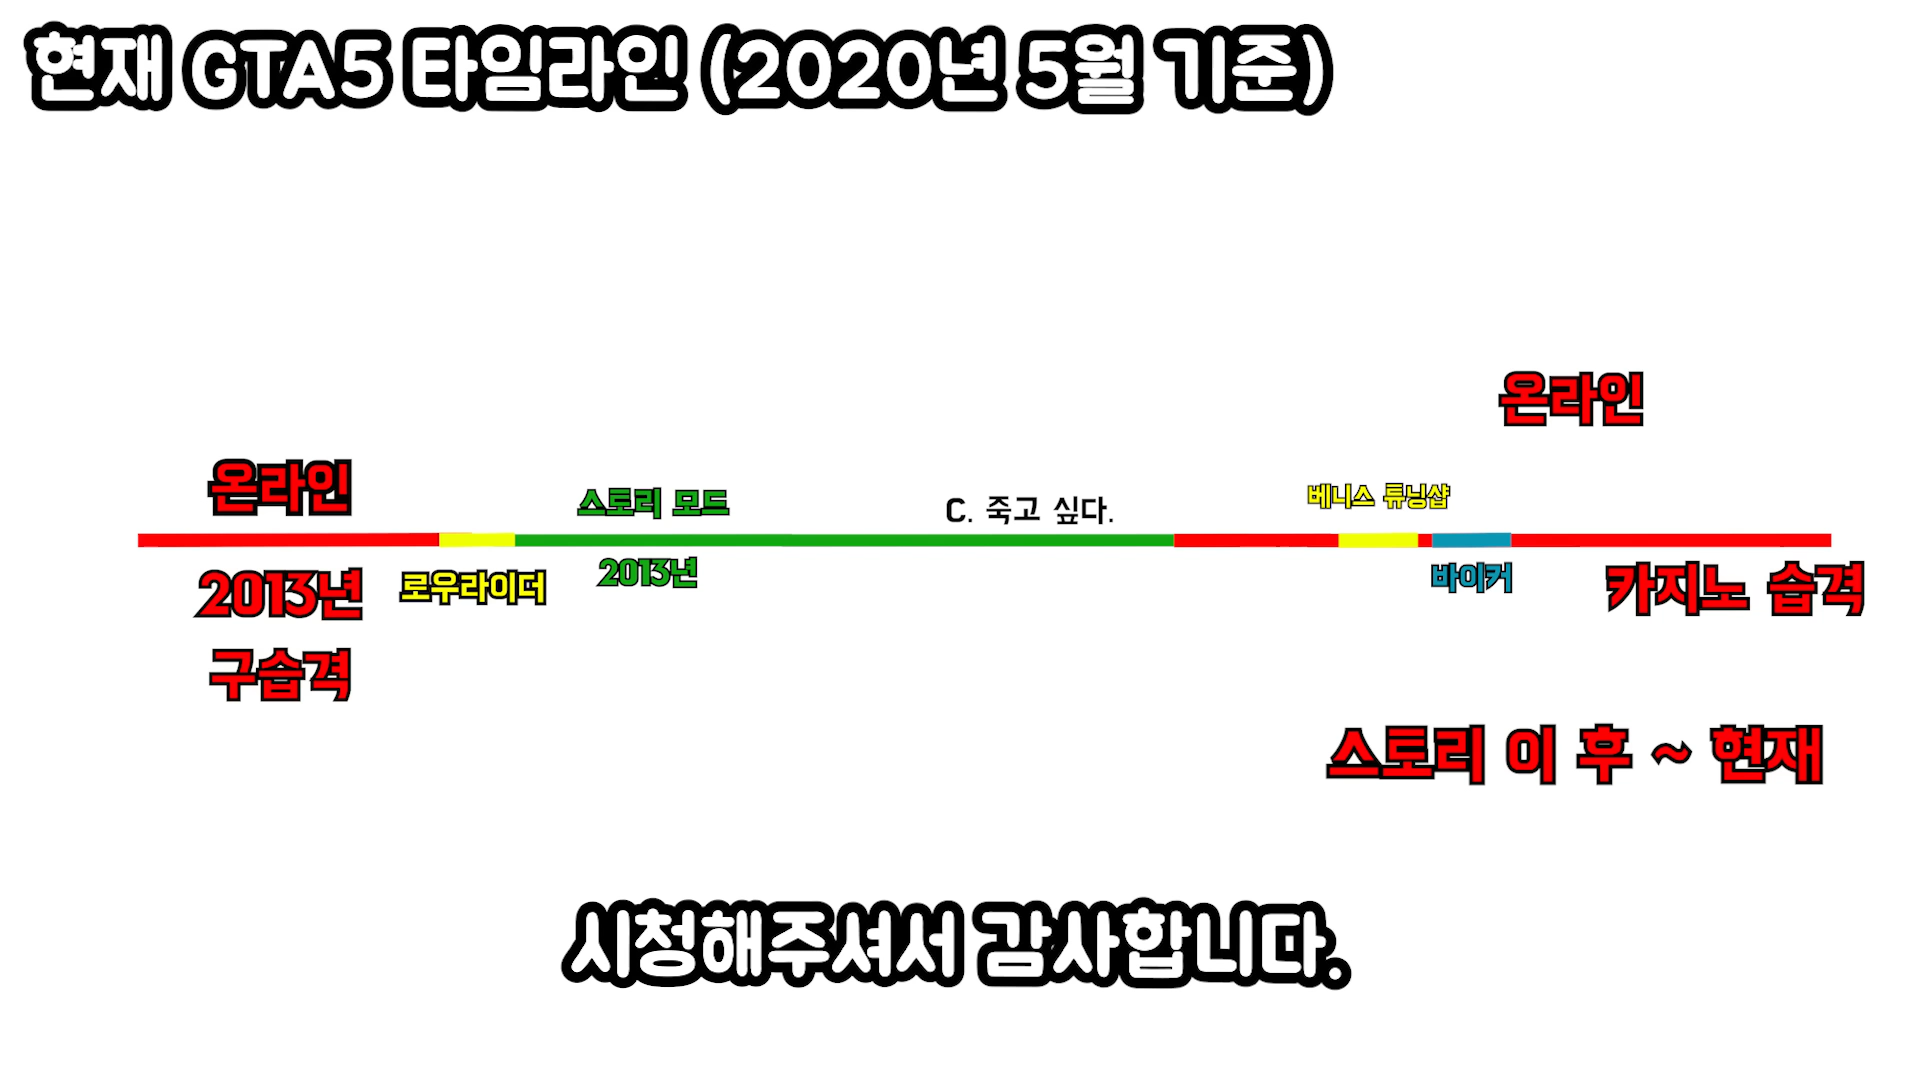 현재 GTA5 타임라인 (2020년 5월 기준)
온라인
온라인
스토리 모드
C. 죽고 싶다.
베니스 튜닝샵
2013년
로우라이더
2013년
바이커
카지노 습격
구습격
스토리 이 후 ~ 현재
시청해주셔서 감사합니다.